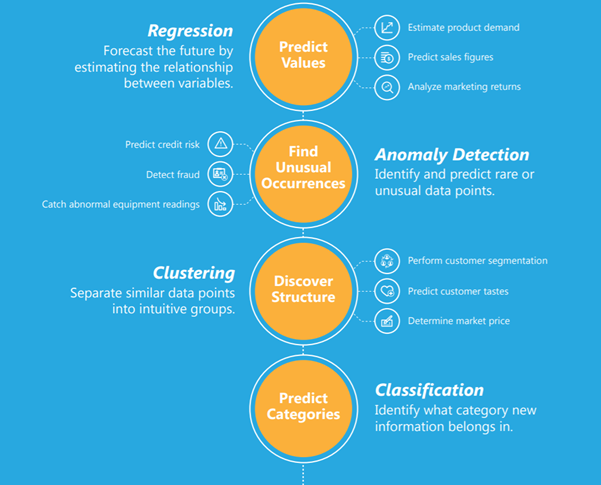 Regression
Forecast the future by
estimating the relationship
between variables.
Predict
Values
Estimate product demand
Predict sales figures
Analyze marketing returns
Predict credit risk
Detect fraud
Catch abnormal equipment readings
Find
Unusual
Occurrences
Anomaly Detection
Identify and predict rare or
unusual data points.
Clustering
Separate similar data points
into intuitive groups.
Discover
Structure
Perform customer segmentation
Predict customer tastes
Determine market price
Predict
Categories
Classification
Identify what category new
information belongs in.